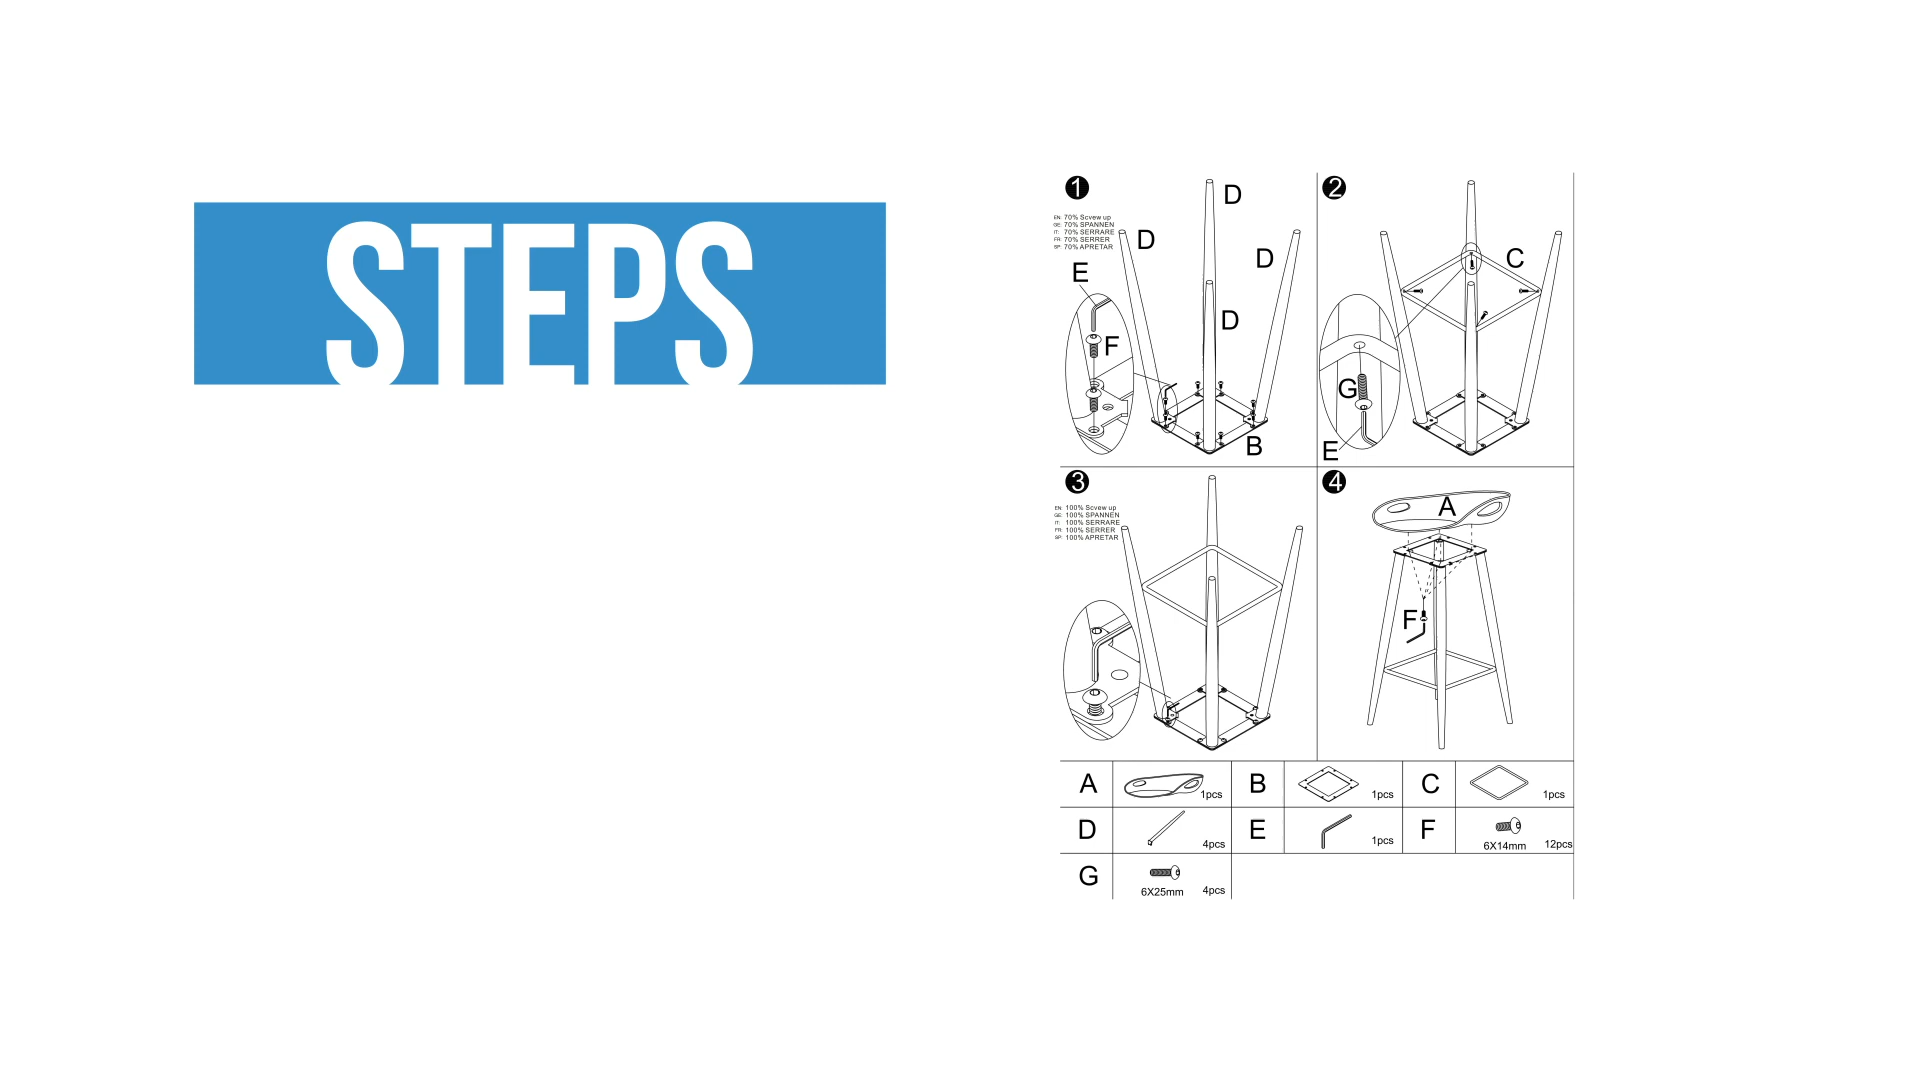 STEPS
1
D
EN: 70% Scvew up
GE: 70% SPANNEN
IT: 70% SERRARE
FR: 70% SERRER
SP: 70% APRETAR
D
D
E
D
F
B
2
C
G
E
3
EN: 100% Scvew up
GE: 100% SPANNEN
IT: 100% SERRARE
FR: 100% SERRER
SP: 100% APRETAR
4
A
F
A 1pcs B 1pcs C 1pcs
D 4pcs E 1pcs F 6X14mm 12pcs
G 6X25mm 4pcs